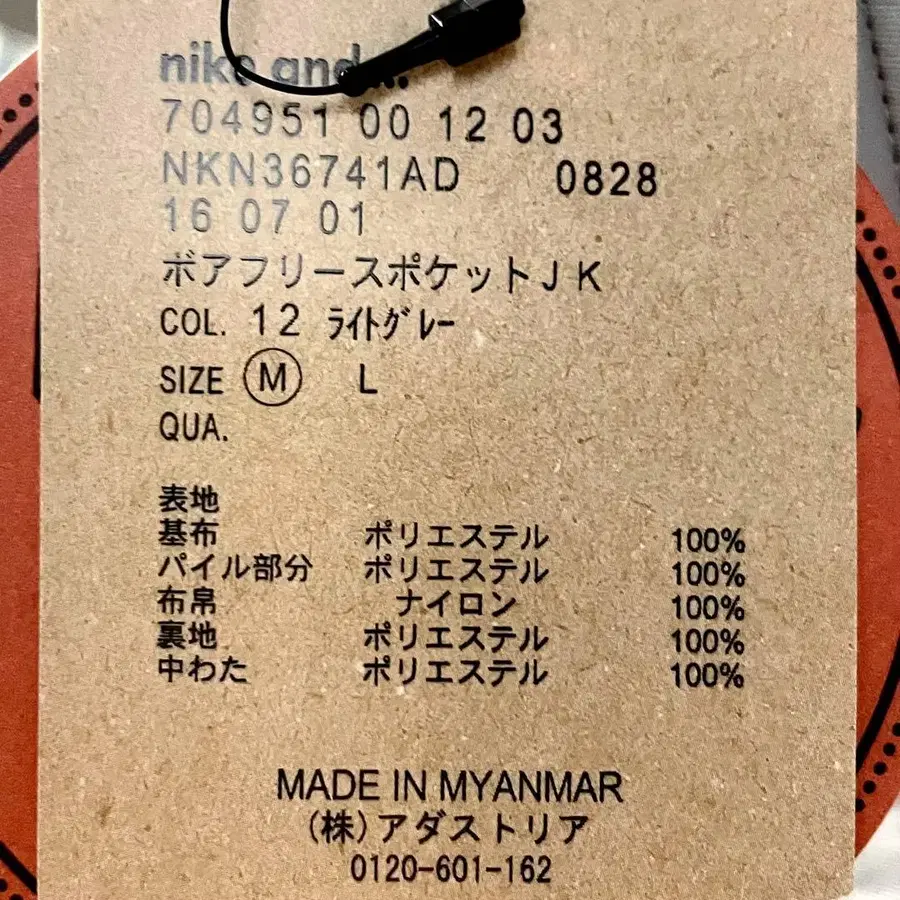 niko and...
704951 00 12 03
NKN36741AD 0828
16 07 01
ボアフリースポケットJK
COL. 12 ﾗｲﾄｸﾞﾚｰ
SIZE M L
QUA.
表地
基布 ポリエステル 100%
パイル部分 ポリエステル 100%
布帛 ナイロン 100%
裏地 ポリエステル 100%
中わた ポリエステル 100%
MADE IN MYANMAR
(株)アダストリア
0120-601-162